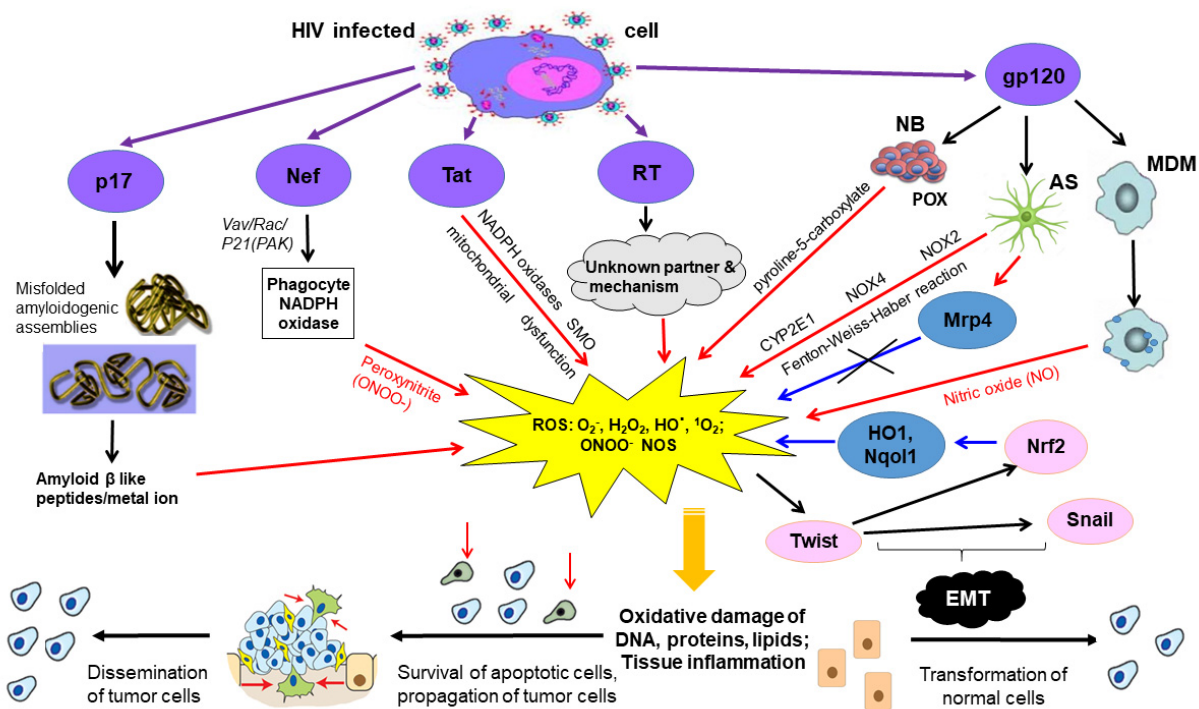 HIV infected cell
gp120
p17
Nef
Tat
RT
NB
POX
AS
MDM
Vav/Rac/
P21(PAK)
Misfolded
amyloidogenic
assemblies
Phagocyte
NADPH
oxidase
NADPH oxidases SMO
mitochondrial dysfunction
Unknown partner &
mechanism
pyroline-5-carboxylate
CYP2E1 NOX4 NOX2
Fenton-Weiss-Haber reaction
Mrp4
Peroxynitrite
(ONOO-)
Nitric oxide (NO)
ROS: O₂⁻, H₂O₂, HO•, ¹O₂;
ONOO⁻ NOS
HO1,
Nqol1
Nrf2
Amyloid β like
peptides/metal ion
Twist
Snail
EMT
Oxidative damage of
DNA, proteins, lipids;
Tissue inflammation
Dissemination
of tumor cells
Survival of apoptotic cells,
propagation of tumor cells
Transformation of
normal cells